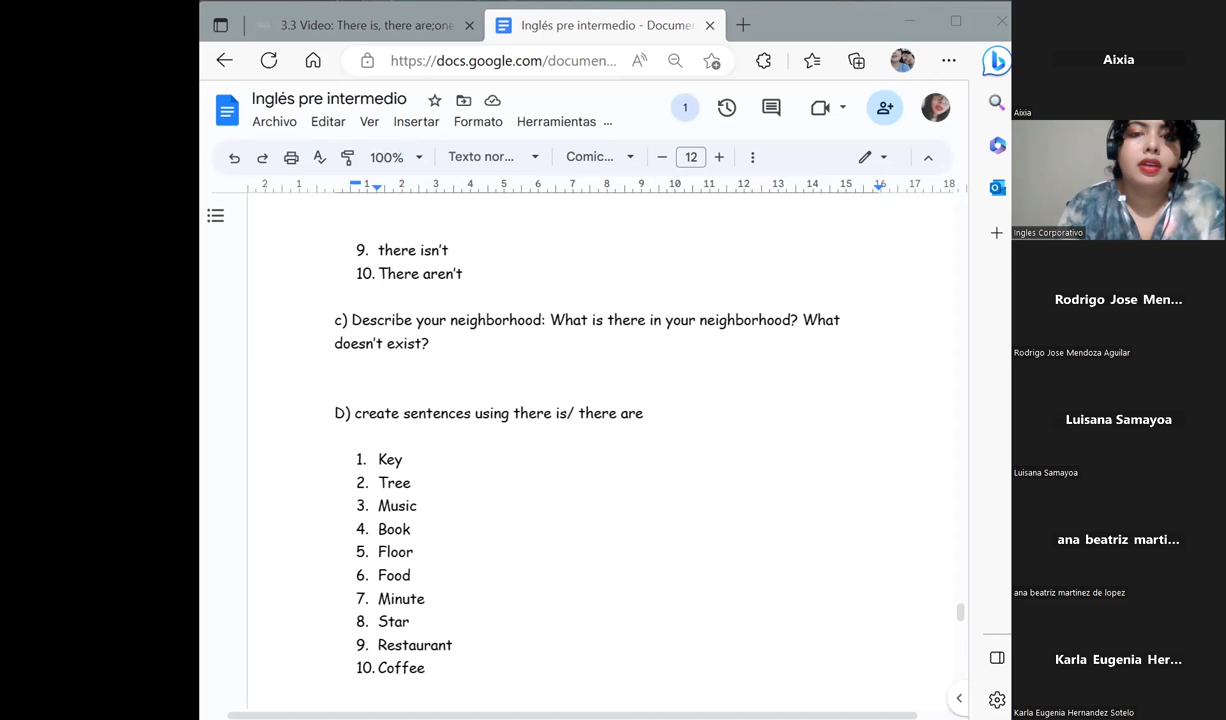 3.3 Video: There is, there are;one
Inglés pre intermedio - Documen
https://docs.google.com/documen...
Inglés pre intermedio
1
Archivo Editar Ver Insertar Formato Herramientas ...
100% Texto nor... Comic... 12
2 1 1 2 3 4 5 6 7 8 9 10 11 12 13 14 15 16 17 18
9. there isn't
10. There aren't
c) Describe your neighborhood: What is there in your neighborhood? What
doesn't exist?
D) create sentences using there is/ there are
1. Key
2. Tree
3. Music
4. Book
5. Floor
6. Food
7. Minute
8. Star
9. Restaurant
10. Coffee
Aixia
Aixia
Ingles Corporativo
Rodrigo Jose Men...
Rodrigo Jose Mendoza Aguilar
Luisana Samayoa
Luisana Samayoa
ana beatriz marti...
ana beatriz martinez de lopez
Karla Eugenia Her...
Karla Eugenia Hernandez Sotelo